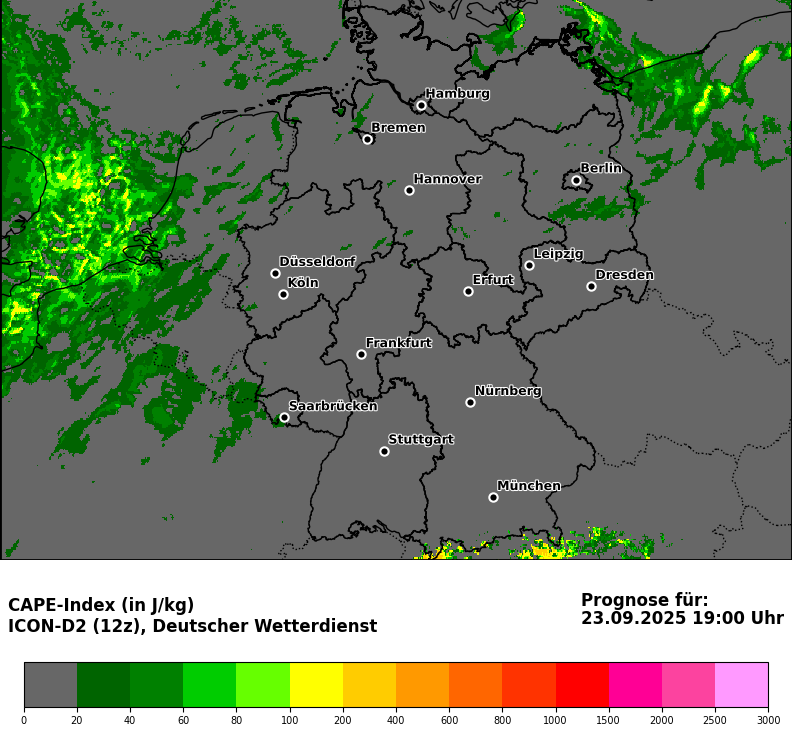 Hamburg
Bremen
Berlin
Hannover
Leipzig
Düsseldorf
Dresden
Köln
Erfurt
Frankfurt
Nürnberg
Saarbrücken
Stuttgart
München
CAPE-Index (in J/kg)
ICON-D2 (12z), Deutscher Wetterdienst
Prognose für:
23.09.2025 19:00 Uhr
0 20 40 60 80 100 200 400 600 800 1000 1500 2000 2500 3000